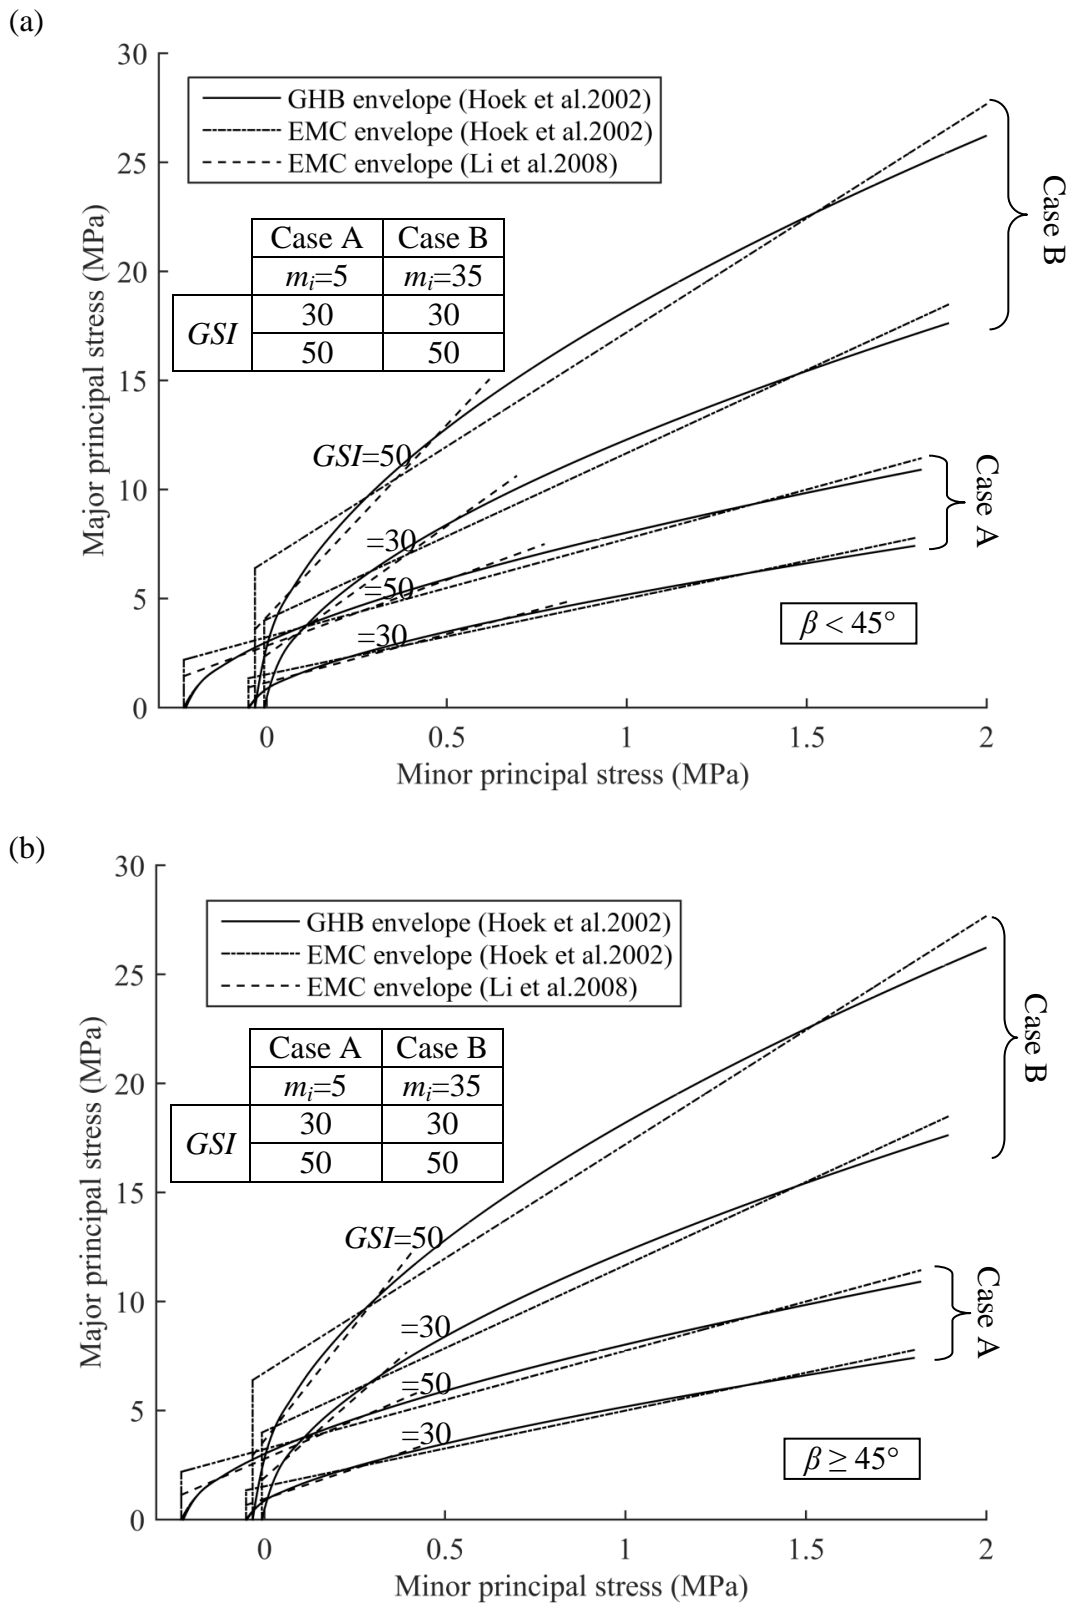 (a)
30
25
20
15
10
5
0
Major principal stress (MPa)
GHB envelope (Hoek et al.2002)
EMC envelope (Hoek et al.2002)
EMC envelope (Li et al.2008)
Case A Case B
mi=5 mi=35
GSI 30 30
50 50
GSI=50
=30
=50
=30
Case B
Case A
β < 45°
0 0.5 1 1.5 2
Minor principal stress (MPa)
(b)
30
25
20
15
10
5
0
Major principal stress (MPa)
GHB envelope (Hoek et al.2002)
EMC envelope (Hoek et al.2002)
EMC envelope (Li et al.2008)
Case A Case B
mi=5 mi=35
GSI 30 30
50 50
GSI=50
=30
=50
=30
Case B
Case A
β ≥ 45°
0 0.5 1 1.5 2
Minor principal stress (MPa)